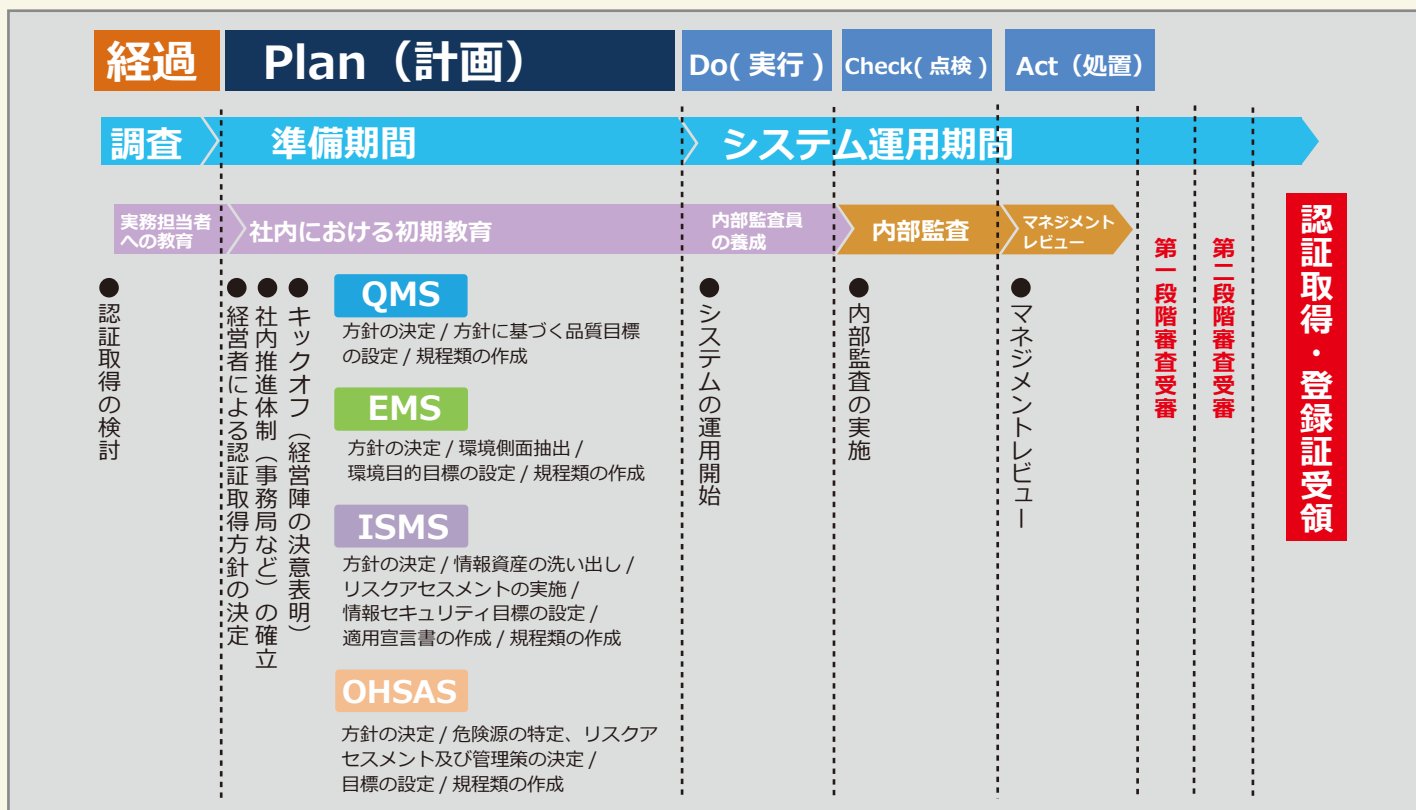 経過
Plan（計画）
Do( 実行 )
Check( 点検 )
Act（処置）
調査
準備期間
システム運用期間
実務担当者
への教育
社内における初期教育
内部監査員
の養成
内部監査
マネジメント
レビュー
●認証取得の検討
●経営者による認証取得方針の決定
●社内推進体制（事務局など）の確立
●キックオフ（経営陣の決意表明）
QMS
方針の決定 / 方針に基づく品質目標
の設定 / 規程類の作成
EMS
方針の決定 / 環境側面抽出 /
環境目的目標の設定 / 規程類の作成
ISMS
方針の決定 / 情報資産の洗い出し /
リスクアセスメントの実施 /
情報セキュリティ目標の設定 /
適用宣言書の作成 / 規程類の作成
OHSAS
方針の決定 / 危険源の特定、リスクア
セスメント及び管理策の決定 /
目標の設定 / 規程類の作成
●システムの運用開始
●内部監査の実施
●マネジメントレビュー
第一段階審査受審
第二段階審査受審
認証取得・登録証受領